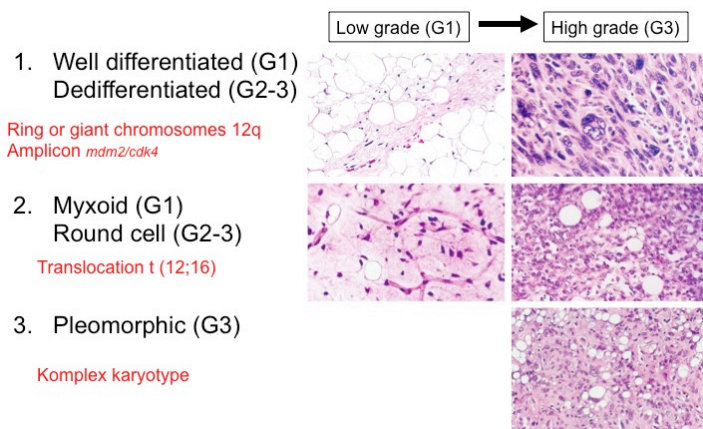 Low grade (G1)
High grade (G3)
1. Well differentiated (G1)
Dedifferentiated (G2-3)
Ring or giant chromosomes 12q
Amplicon mdm2/cdk4
2. Myxoid (G1)
Round cell (G2-3)
Translocation t (12;16)
3. Pleomorphic (G3)
Komplex karyotype